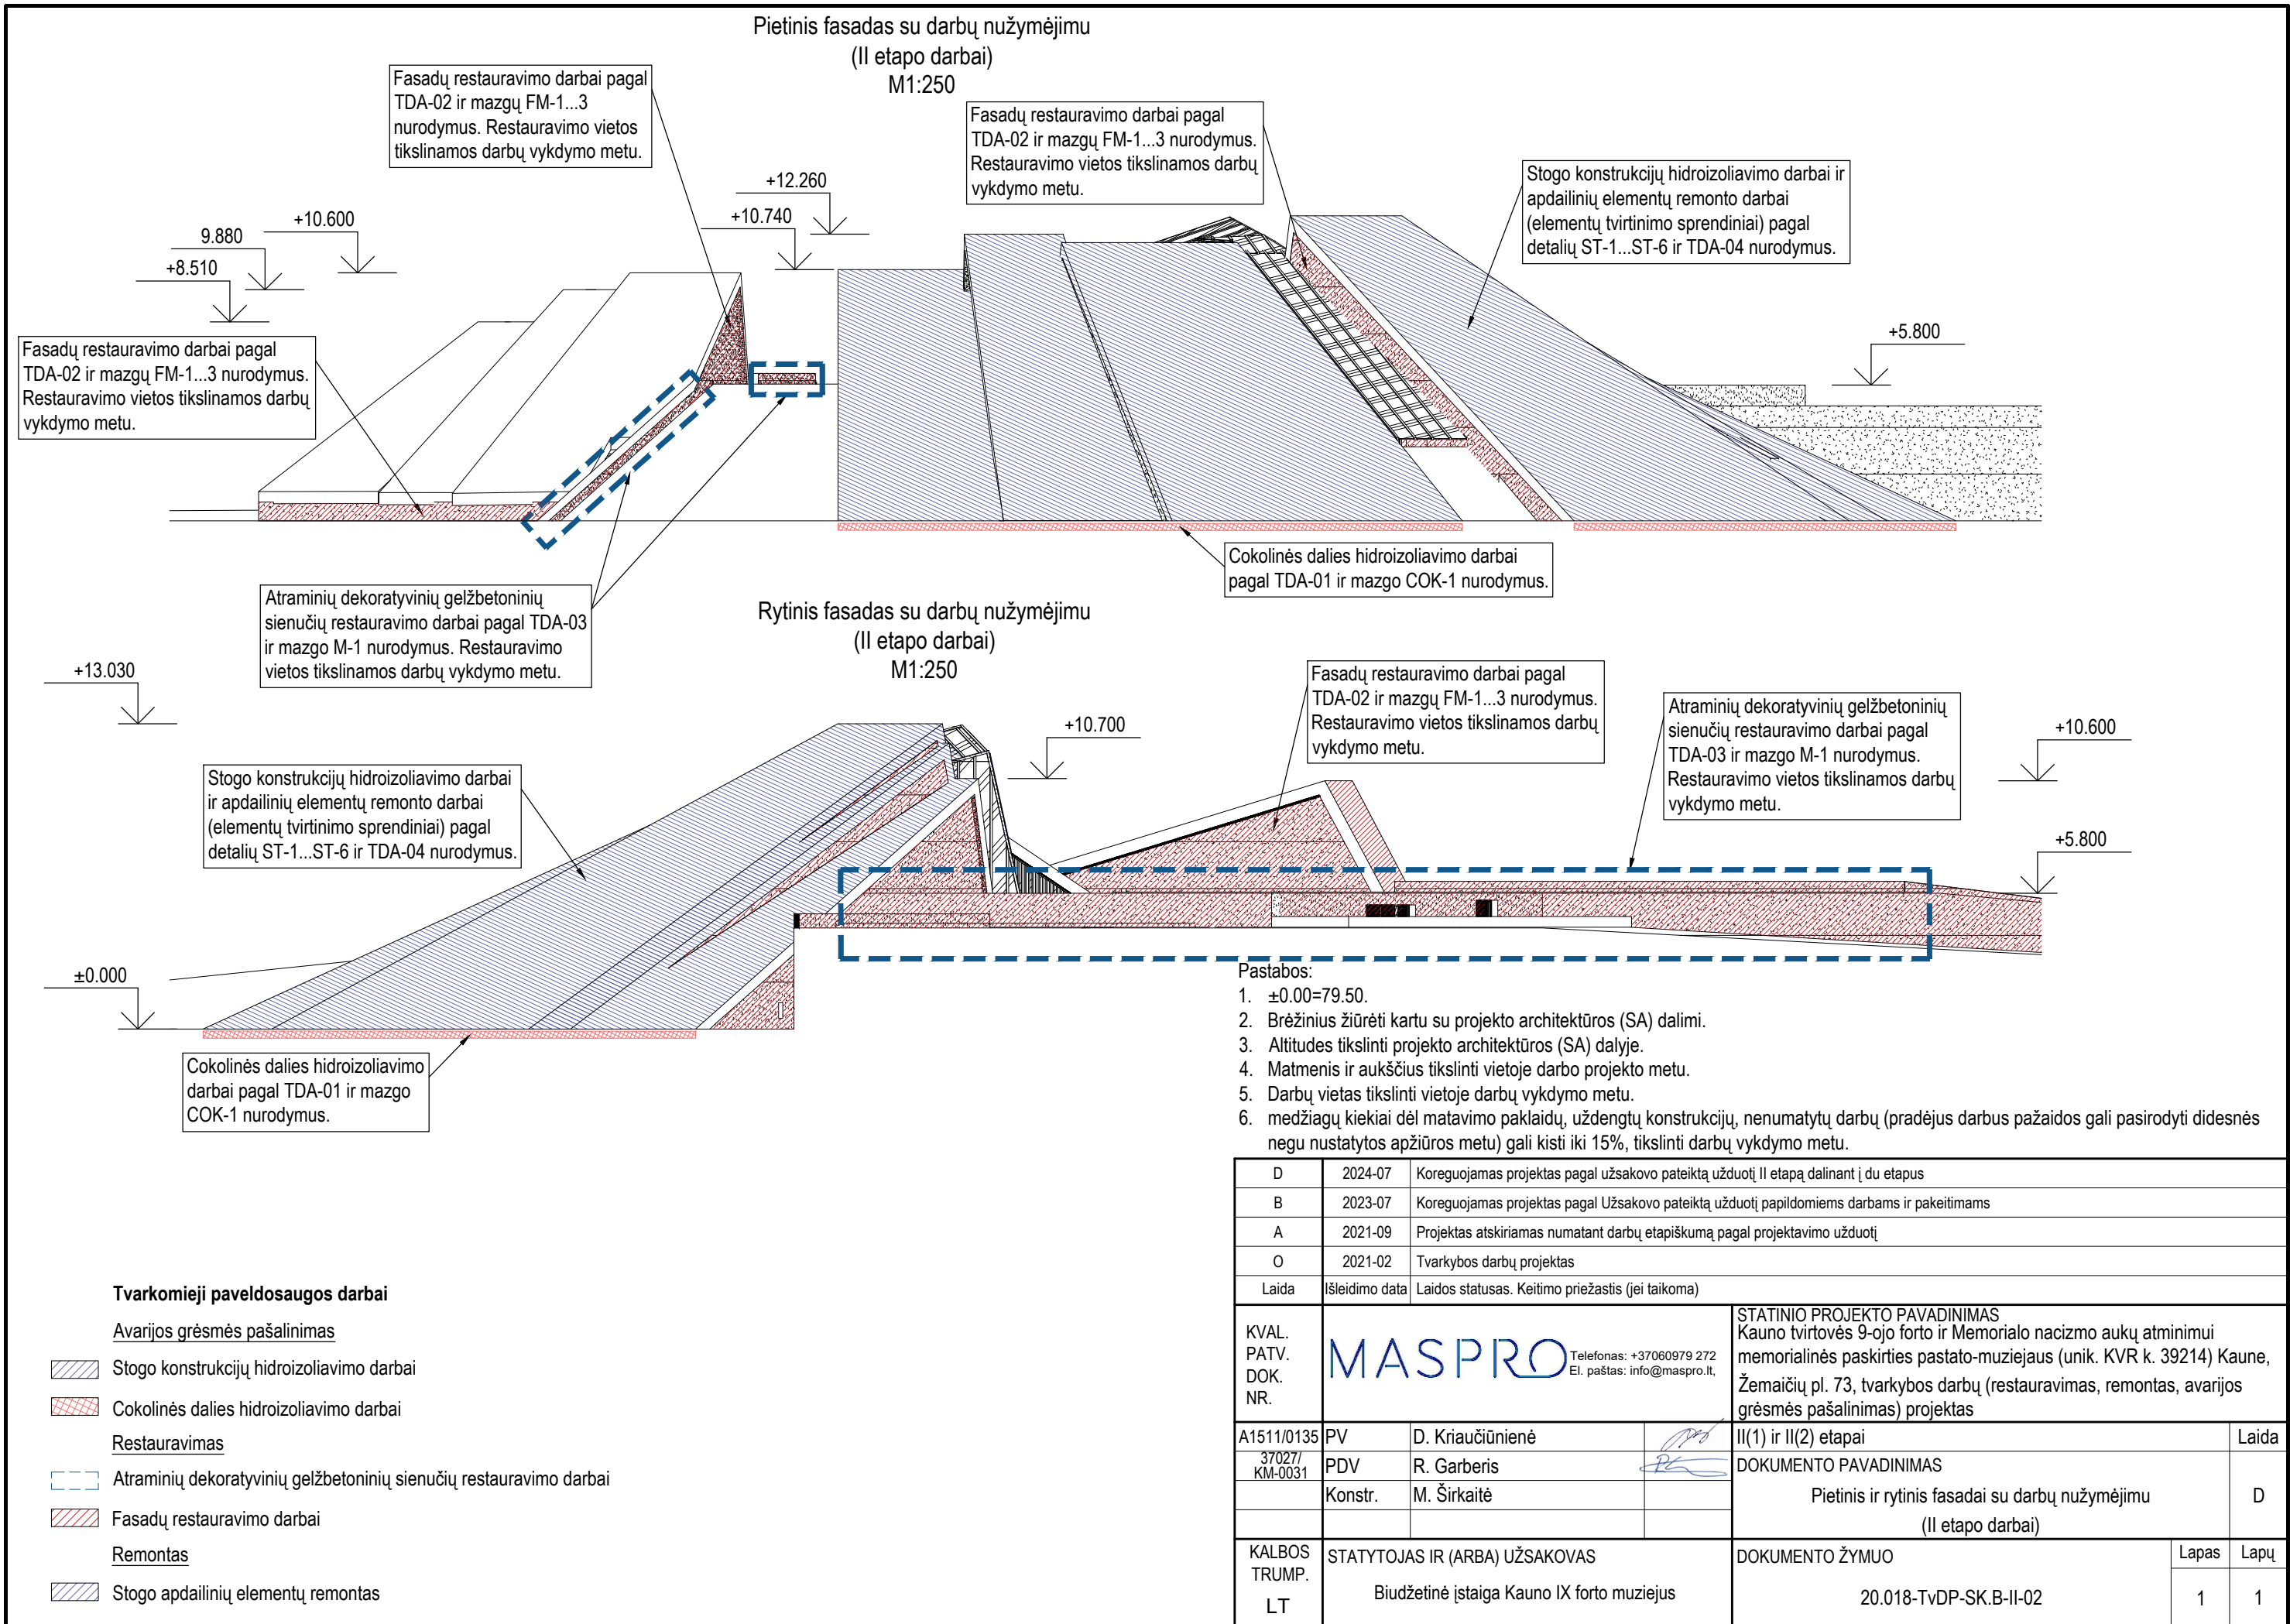 Pietinis fasadas su darbų nužymėjimu
(II etapo darbai)
M1:250
Fasadų restauravimo darbai pagal
TDA-02 ir mazgų FM-1...3
nurodymus. Restauravimo vietos
tikslinamos darbų vykdymo metu.
Fasadų restauravimo darbai pagal
TDA-02 ir mazgų FM-1...3 nurodymus.
Restauravimo vietos tikslinamos darbų
vykdymo metu.
Stogo konstrukcijų hidroizoliavimo darbai ir
apdailinių elementų remonto darbai
(elementų tvirtinimo sprendiniai) pagal
detalių ST-1...ST-6 ir TDA-04 nurodymus.
+12.260
+10.740
+10.600
9.880
+8.510
+5.800
Fasadų restauravimo darbai pagal
TDA-02 ir mazgų FM-1...3 nurodymus.
Restauravimo vietos tikslinamos darbų
vykdymo metu.
Cokolinės dalies hidroizoliavimo darbai
pagal TDA-01 ir mazgo COK-1 nurodymus.
Atraminių dekoratyvinių gelžbetoninių
sienučių restauravimo darbai pagal TDA-03
ir mazgo M-1 nurodymus. Restauravimo
vietos tikslinamos darbų vykdymo metu.
Rytinis fasadas su darbų nužymėjimu
(II etapo darbai)
M1:250
+13.030
+10.700
Fasadų restauravimo darbai pagal
TDA-02 ir mazgų FM-1...3 nurodymus.
Restauravimo vietos tikslinamos darbų
vykdymo metu.
Atraminių dekoratyvinių gelžbetoninių
sienučių restauravimo darbai pagal
TDA-03 ir mazgo M-1 nurodymus.
Restauravimo vietos tikslinamos darbų
vykdymo metu.
+10.600
+5.800
Stogo konstrukcijų hidroizoliavimo darbai
ir apdailinių elementų remonto darbai
(elementų tvirtinimo sprendiniai) pagal
detalių ST-1...ST-6 ir TDA-04 nurodymus.
±0.000
Cokolinės dalies hidroizoliavimo
darbai pagal TDA-01 ir mazgo
COK-1 nurodymus.
Pastabos:
1. ±0.00=79.50.
2. Brėžinius žiūrėti kartu su projekto architektūros (SA) dalimi.
3. Altitudes tikslinti projekto architektūros (SA) dalyje.
4. Matmenis ir aukščius tikslinti vietoje darbo projekto metu.
5. Darbų vietas tikslinti vietoje darbų vykdymo metu.
6. medžiagų kiekiai dėl matavimo paklaidų, uždengtų konstrukcijų, nenumatytų darbų (pradėjus darbus pažaidos gali pasirodyti didesnės
negu nustatytos apžiūros metu) gali kisti iki 15%, tikslinti darbų vykdymo metu.
D 2024-07 Koreguojamas projektas pagal užsakovo pateiktą užduotį II etapą dalinant į du etapus
B 2023-07 Koreguojamas projektas pagal Užsakovo pateiktą užduotį papildomiems darbams ir pakeitimams
A 2021-09 Projektas atskiriamas numatant darbų etapiškumą pagal projektavimo užduotį
O 2021-02 Tvarkybos darbų projektas
Laida Išleidimo data Laidos statusas. Keitimo priežastis (jei taikoma)
KVAL.
PATV.
DOK.
NR.
MASPRO
Telefonas: +37060979 272
El. paštas: info@maspro.lt,
STATINIO PROJEKTO PAVADINIMAS
Kauno tvirtovės 9-ojo forto ir Memorialo nacizmo aukų atminimui
memorialinės paskirties pastato-muziejaus (unik. KVR k. 39214) Kaune,
Žemaičių pl. 73, tvarkybos darbų (restauravimas, remontas, avarijos
grėsmės pašalinimas) projektas
A1511/0135 PV D. Kriaučiūnienė
37027/
KM-0031 PDV R. Garberis
Konstr. M. Širkaitė
II(1) ir II(2) etapai
Laida
DOKUMENTO PAVADINIMAS
Pietinis ir rytinis fasadai su darbų nužymėjimu
(II etapo darbai)
D
KALBOS
TRUMP.
LT
STATYTOJAS IR (ARBA) UŽSAKOVAS
Biudžetinė įstaiga Kauno IX forto muziejus
DOKUMENTO ŽYMUO
20.018-TvDP-SK.B-II-02
Lapas Lapų
1 1
Tvarkomieji paveldosaugos darbai
Avarijos grėsmės pašalinimas
Stogo konstrukcijų hidroizoliavimo darbai
Cokolinės dalies hidroizoliavimo darbai
Restauravimas
Atraminių dekoratyvinių gelžbetoninių sienučių restauravimo darbai
Fasadų restauravimo darbai
Remontas
Stogo apdailinių elementų remontas